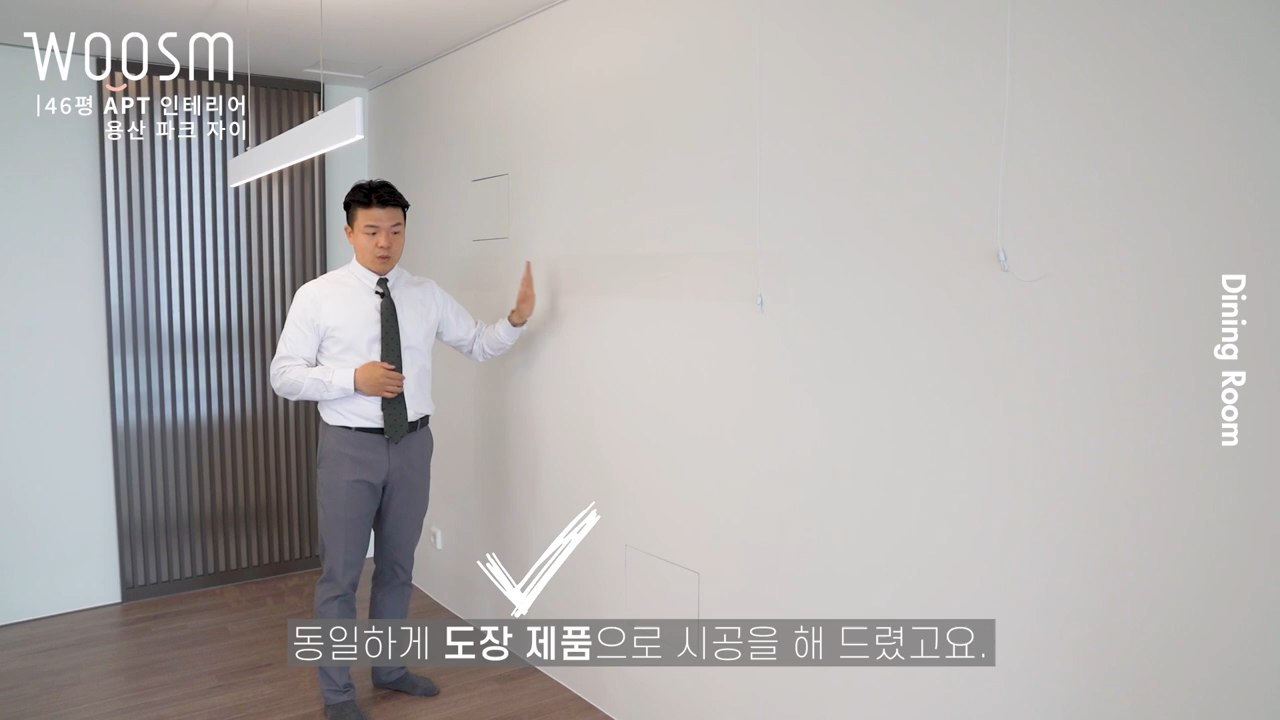 WOOSM
|46평 APT 인테리어
용산 파크 자이
Dining Room
동일하게 도장 제품으로 시공을 해 드렸고요.